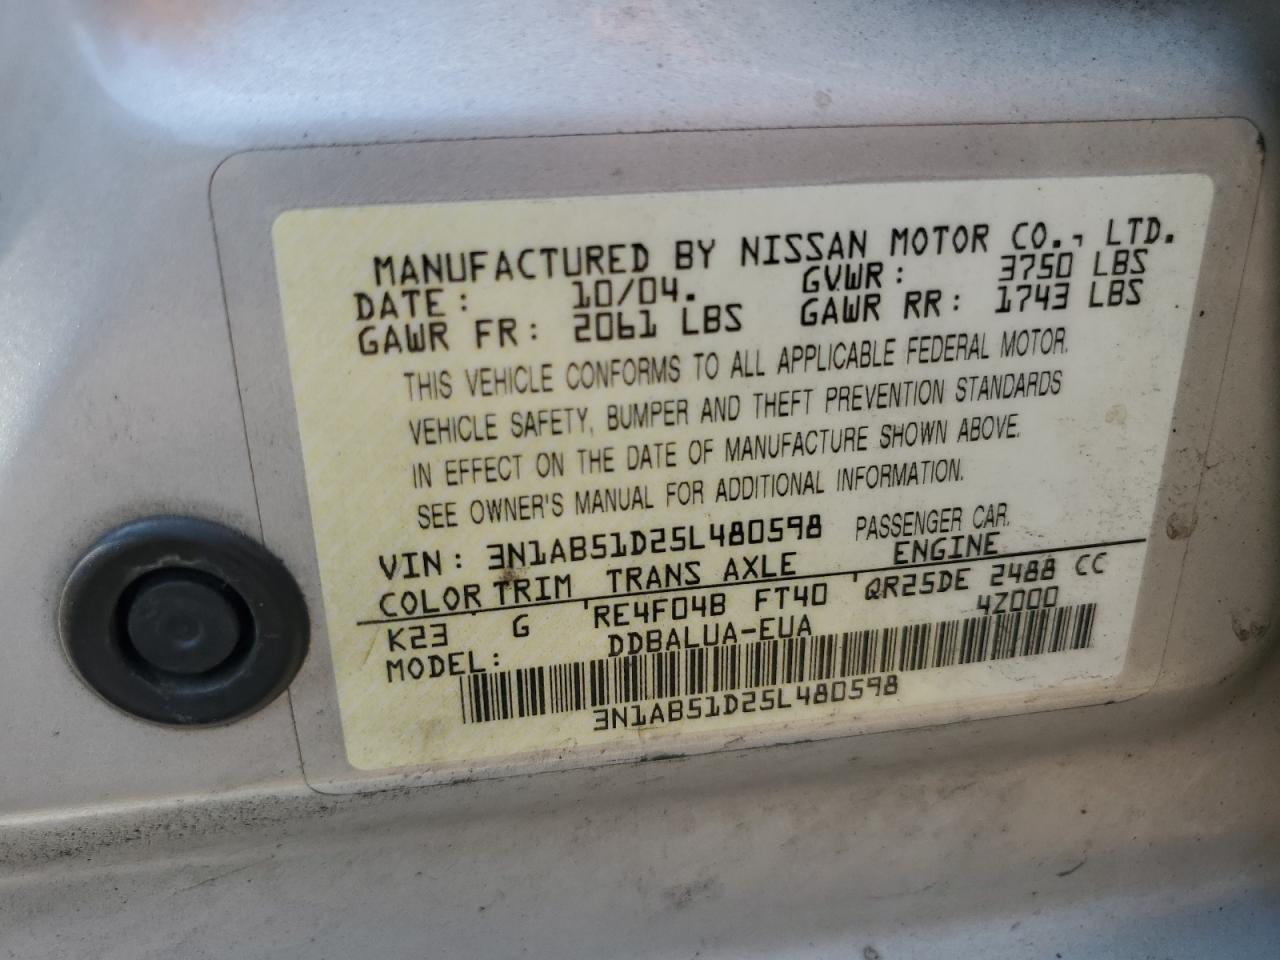 MANUFACTURED BY NISSAN MOTOR CO., LTD.
DATE: 10/04. GVWR: 3750 LBS
GAWR FR: 2061 LBS GAWR RR: 1743 LBS
THIS VEHICLE CONFORMS TO ALL APPLICABLE FEDERAL MOTOR
VEHICLE SAFETY, BUMPER AND THEFT PREVENTION STANDARDS
IN EFFECT ON THE DATE OF MANUFACTURE SHOWN ABOVE.
SEE OWNER'S MANUAL FOR ADDITIONAL INFORMATION.
VIN: 3N1AB51D25L480598 PASSENGER CAR.
COLOR TRIM TRANS AXLE ENGINE
K23 G RE4F04B FT40 QR25DE 2488 CC
MODEL: DDBALUA-EUA 4Z000
3N1AB51D25L480598